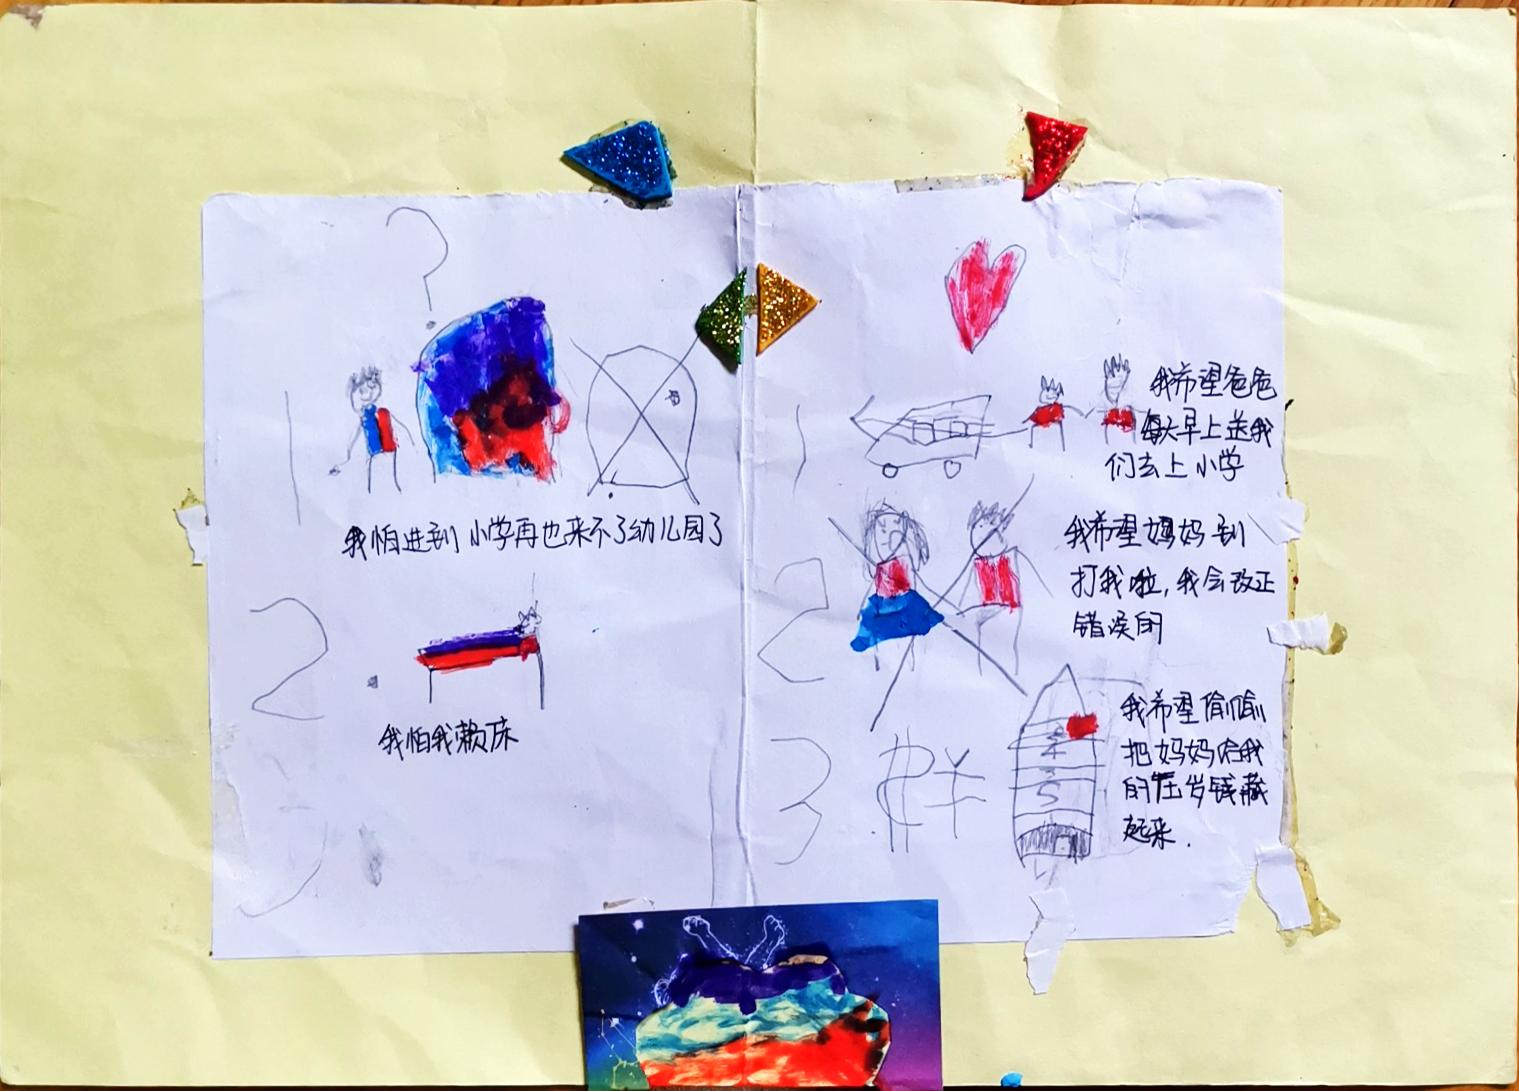 ?
1
我怕进到小学再也来不了幼儿园了
2.
我怕我赖床
1
我希望爸爸
每天早上送我
们去上小学
2
我希望妈妈别
打我啦，我会改正
错误的
3
我希望偷偷
把妈妈给我
的压岁钱藏
起来.